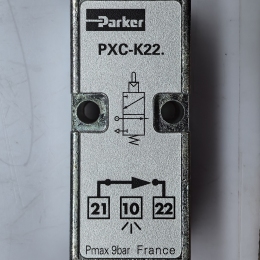 Parker
PXC-K22.
21 10 22
Pmax 9bar France